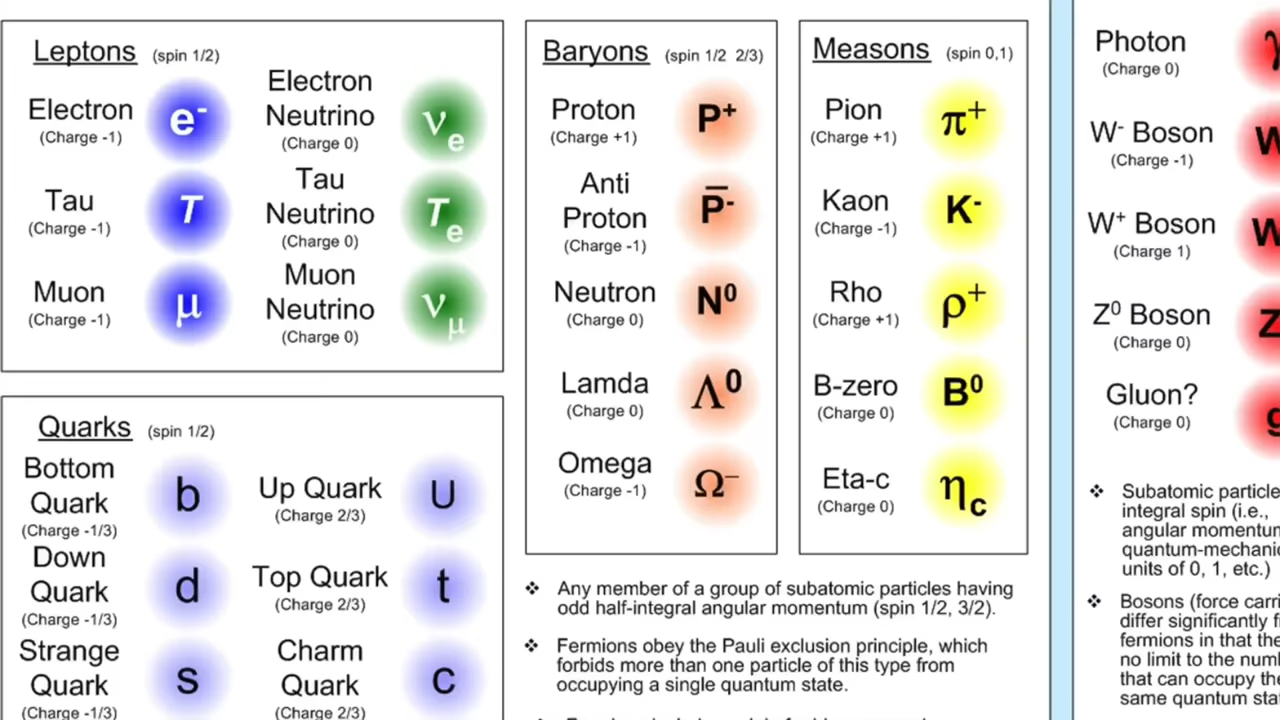 Leptons (spin 1/2)
Electron
(Charge -1)
e⁻
Electron
Neutrino
(Charge 0)
νe
Tau
(Charge -1)
T
Tau
Neutrino
(Charge 0)
Te
Muon
(Charge -1)
μ
Muon
Neutrino
(Charge 0)
νμ
Quarks (spin 1/2)
Bottom
Quark
(Charge -1/3)
b
Up Quark
(Charge 2/3)
U
Down
Quark
(Charge -1/3)
d
Top Quark
(Charge 2/3)
t
Strange
Quark
(Charge -1/3)
s
Charm
Quark
(Charge 2/3)
c
Baryons (spin 1/2 2/3)
Proton
(Charge +1)
P⁺
Anti
Proton
(Charge -1)
P̅⁻
Neutron
(Charge 0)
N⁰
Lamda
(Charge 0)
Λ⁰
Omega
(Charge -1)
Ω⁻
Measons (spin 0,1)
Pion
(Charge +1)
π⁺
Kaon
(Charge -1)
K⁻
Rho
(Charge +1)
ρ⁺
B-zero
(Charge 0)
B⁰
Eta-c
(Charge 0)
ηc
❖ Any member of a group of subatomic particles having
odd half-integral angular momentum (spin 1/2, 3/2).
❖ Fermions obey the Pauli exclusion principle, which
forbids more than one particle of this type from
occupying a single quantum state.
Photon
(Charge 0)
γ
W⁻ Boson
(Charge -1)
W
W⁺ Boson
(Charge 1)
W
Z⁰ Boson
(Charge 0)
Z
Gluon?
(Charge 0)
g
❖ Subatomic particle
integral spin (i.e.,
angular momentum
quantum-mechanic
units of 0, 1, etc.)
❖ Bosons (force carri
differ significantly f
fermions in that the
no limit to the num
that can occupy the
same quantum sta